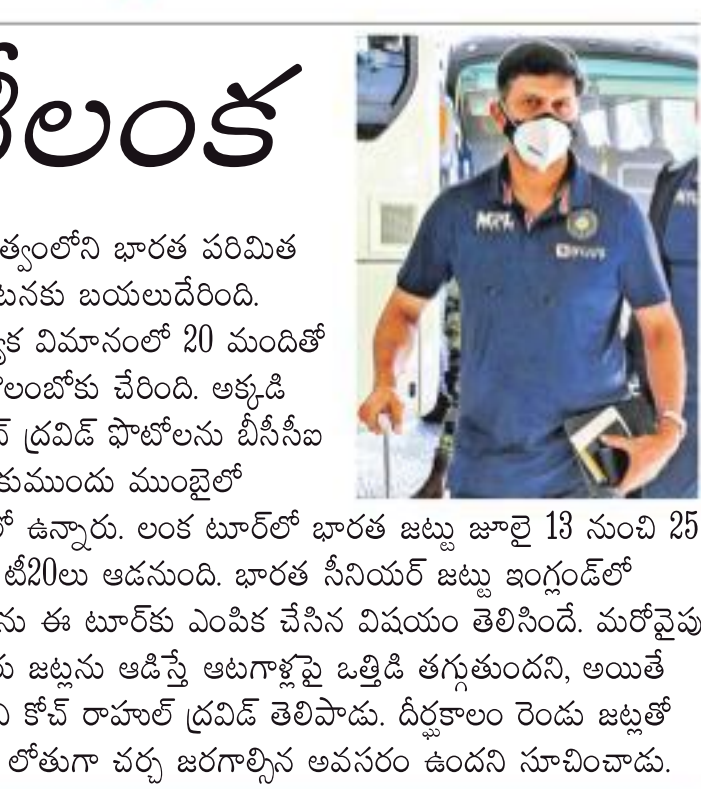 లంక
త్వంలోని భారత పరిమిత
టనకు బయలుదేరింది.
విమానంలో 20 మందితో
లంబోకు చేరింది. అక్కడి
ద్రవిడ్ ఫొటోలను బీసీసీఐ
కుముందు ముంబైలో
ఉన్నారు. లంక టూర్‌లో భారత జట్టు జూలై 13 నుంచి 25
టీ20లు ఆడనుంది. భారత సీనియర్ జట్టు ఇంగ్లండ్‌లో
ను ఈ టూర్‌కు ఎంపిక చేసిన విషయం తెలిసిందే. మరోవైపు
జట్లను ఆడిస్తే ఆటగాళ్లపై ఒత్తిడి తగ్గుతుందని, అయితే
కోచ్ రాహుల్ ద్రవిడ్ తెలిపాడు. దీర్ఘకాలం రెండు జట్లతో
లోతుగా చర్చ జరగాల్సిన అవసరం ఉందని సూచించాడు.
MPL